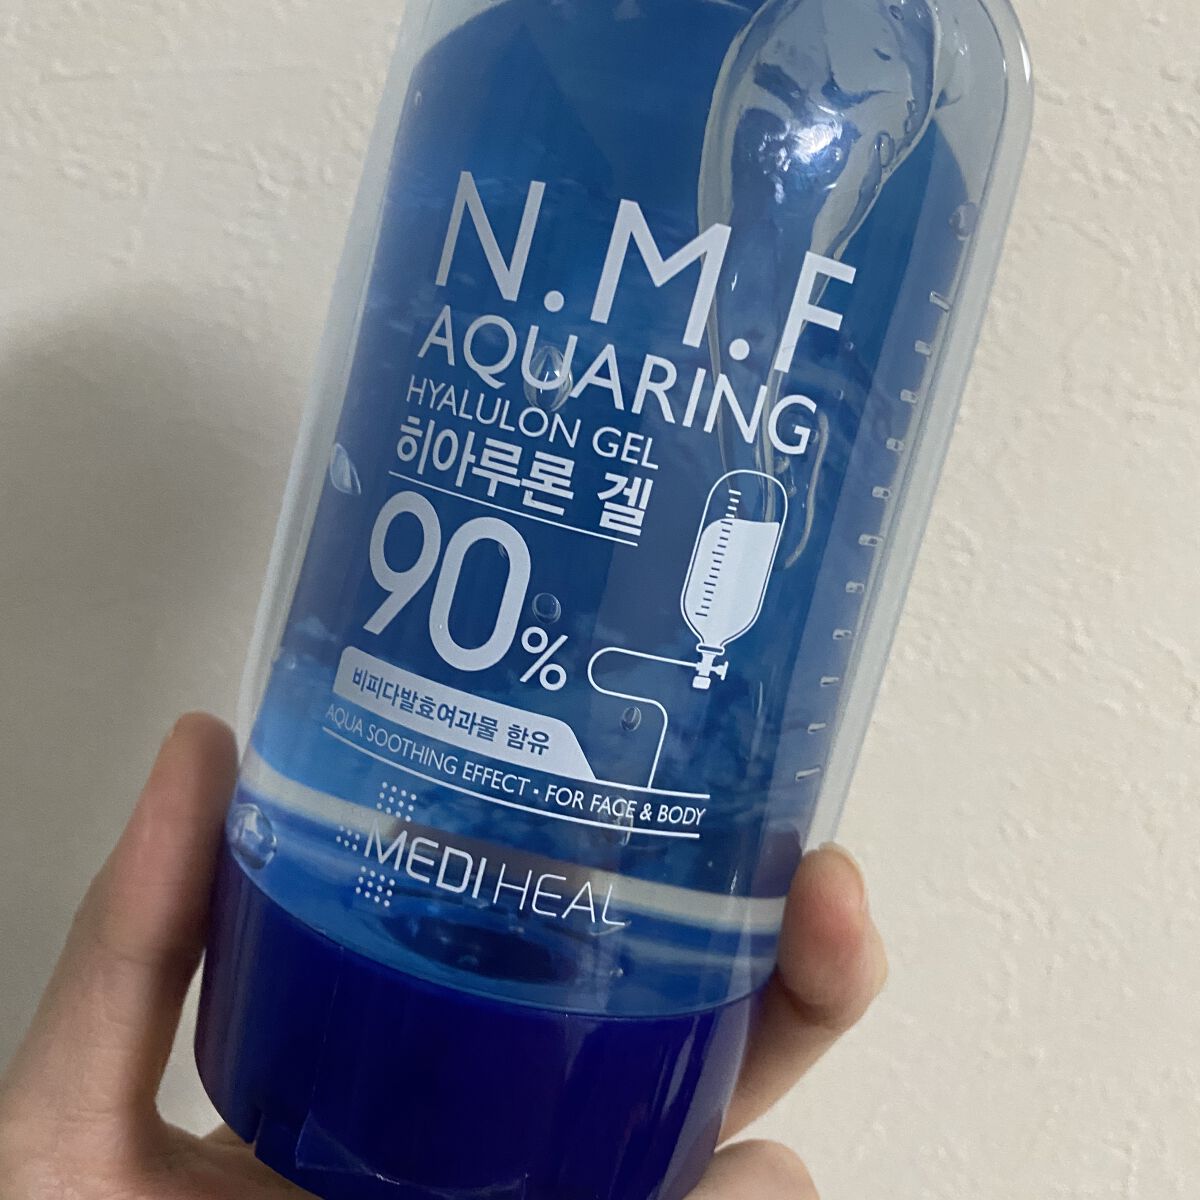 N.M.F
AQUARING
HYALULON GEL
히아루론 겔
90%
비피다발효여과물 함유
AQUA SOOTHING EFFECT • FOR FACE & BODY
MEDIHEAL